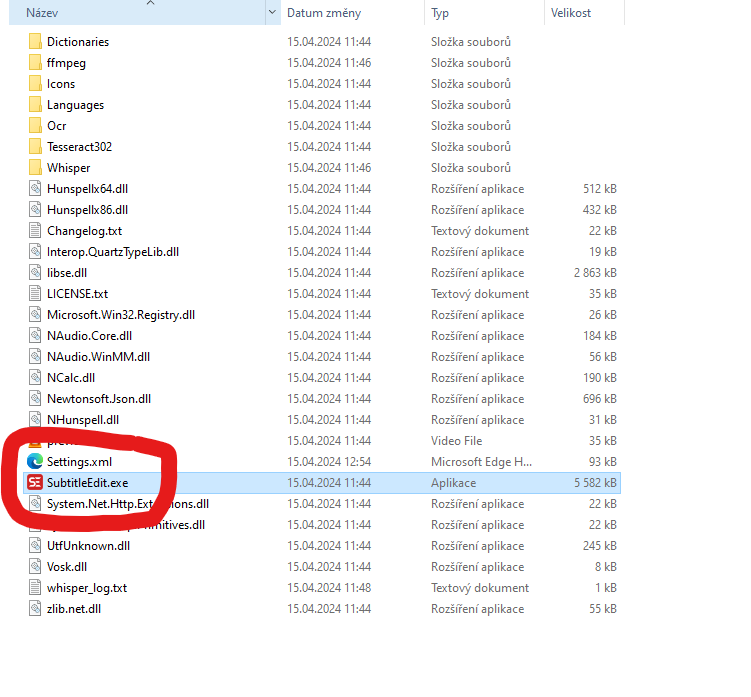 Název Datum změny Typ Velikost
Dictionaries 15.04.2024 11:44 Složka souborů
ffmpeg 15.04.2024 11:46 Složka souborů
Icons 15.04.2024 11:44 Složka souborů
Languages 15.04.2024 11:44 Složka souborů
Ocr 15.04.2024 11:44 Složka souborů
Tesseract302 15.04.2024 11:44 Složka souborů
Whisper 15.04.2024 11:46 Složka souborů
Hunspellx64.dll 15.04.2024 11:44 Rozšíření aplikace 512 kB
Hunspellx86.dll 15.04.2024 11:44 Rozšíření aplikace 432 kB
Changelog.txt 15.04.2024 11:44 Textový dokument 22 kB
Interop.QuartzTypeLib.dll 15.04.2024 11:44 Rozšíření aplikace 19 kB
libse.dll 15.04.2024 11:44 Rozšíření aplikace 2 863 kB
LICENSE.txt 15.04.2024 11:44 Textový dokument 35 kB
Microsoft.Win32.Registry.dll 15.04.2024 11:44 Rozšíření aplikace 26 kB
NAudio.Core.dll 15.04.2024 11:44 Rozšíření aplikace 184 kB
NAudio.WinMM.dll 15.04.2024 11:44 Rozšíření aplikace 56 kB
NCalc.dll 15.04.2024 11:44 Rozšíření aplikace 190 kB
Newtonsoft.Json.dll 15.04.2024 11:44 Rozšíření aplikace 696 kB
NHunspell.dll 15.04.2024 11:44 Rozšíření aplikace 31 kB
15.04.2024 11:44 Video File 35 kB
Settings.xml 15.04.2024 12:54 Microsoft Edge H... 93 kB
SubtitleEdit.exe 15.04.2024 11:44 Aplikace 5 582 kB
System.Net.Http.Extensions.dll 15.04.2024 11:44 Rozšíření aplikace 22 kB
15.04.2024 11:44 Rozšíření aplikace 22 kB
UtfUnknown.dll 15.04.2024 11:44 Rozšíření aplikace 245 kB
Vosk.dll 15.04.2024 11:44 Rozšíření aplikace 8 kB
whisper_log.txt 15.04.2024 11:48 Textový dokument 1 kB
zlib.net.dll 15.04.2024 11:44 Rozšíření aplikace 55 kB